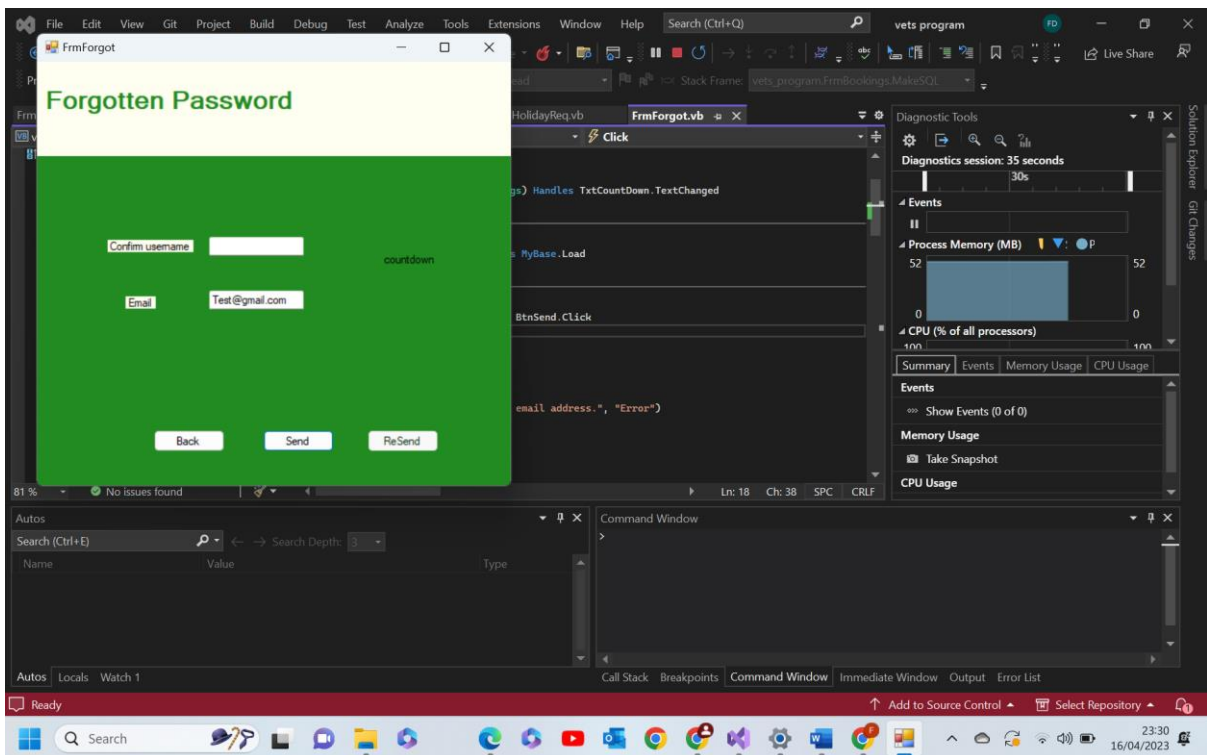 File Edit View Git Project Build Debug Test Analyze Tools Extensions Window Help Search (Ctrl+Q) vets program FD
FrmForgot
Live Share
Stack Frame: vets_program.FrmBookings.MakeSQL
Forgotten Password
HolidayReq.vb FrmForgot.vb
Click
gs) Handles TxtCountDown.TextChanged
MyBase.Load
BtnSend.Click
email address.", "Error")
Confim username
countdown
Email Test@gmail.com
Back Send ReSend
Diagnostic Tools
Diagnostics session: 35 seconds
30s
Events
Process Memory (MB) P
52 52
0 0
CPU (% of all processors)
100 100
Summary Events Memory Usage CPU Usage
Events
Show Events (0 of 0)
Memory Usage
Take Snapshot
CPU Usage
Solution Explorer
Git Changes
81 % No issues found Ln: 18 Ch: 38 SPC CRLF
Autos
Search (Ctrl+E) Search Depth: 3
Name Value Type
Autos Locals Watch 1
Command Window
>
Call Stack Breakpoints Command Window Immediate Window Output Error List
Ready Add to Source Control Select Repository
Search
23:30
16/04/2023